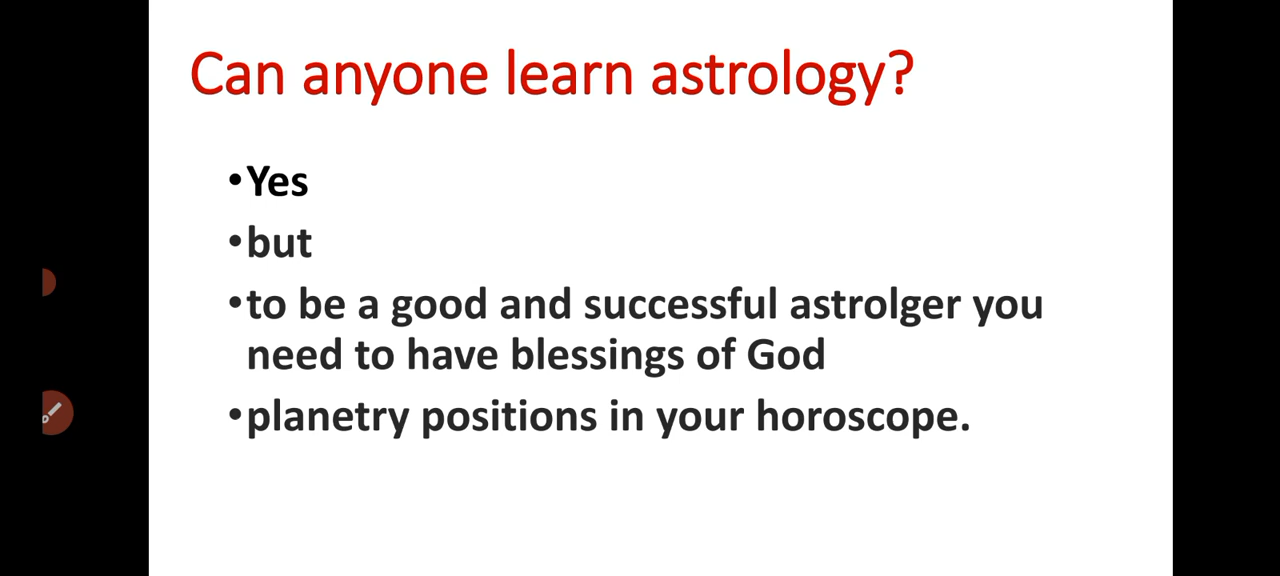 Can anyone learn astrology?
•Yes
•but
•to be a good and successful astrolger you
need to have blessings of God
•planetry positions in your horoscope.